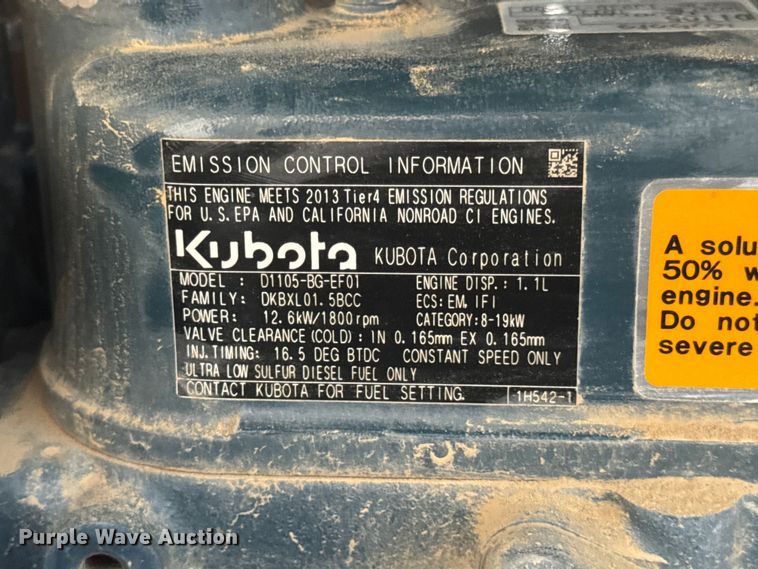 EMISSION CONTROL INFORMATION
THIS ENGINE MEETS 2013 Tier4 EMISSION REGULATIONS
FOR U.S. EPA AND CALIFORNIA NONROAD CI ENGINES.
Kubota KUBOTA Corporation
MODEL : D1105-BG-EF01 ENGINE DISP.: 1.1L
FAMILY: DKBXL01.5BCC ECS: EM, IFI
POWER: 12.6kW/1800rpm CATEGORY: 8-19kW
VALVE CLEARANCE (COLD) : IN 0.165mm EX 0.165mm
INJ. TIMING: 16.5 DEG BTDC CONSTANT SPEED ONLY
ULTRA LOW SULFUR DIESEL FUEL ONLY
CONTACT KUBOTA FOR FUEL SETTING. 1H542-1
A solu
50% w
engine.
Do not
severe
Purple Wave Auction